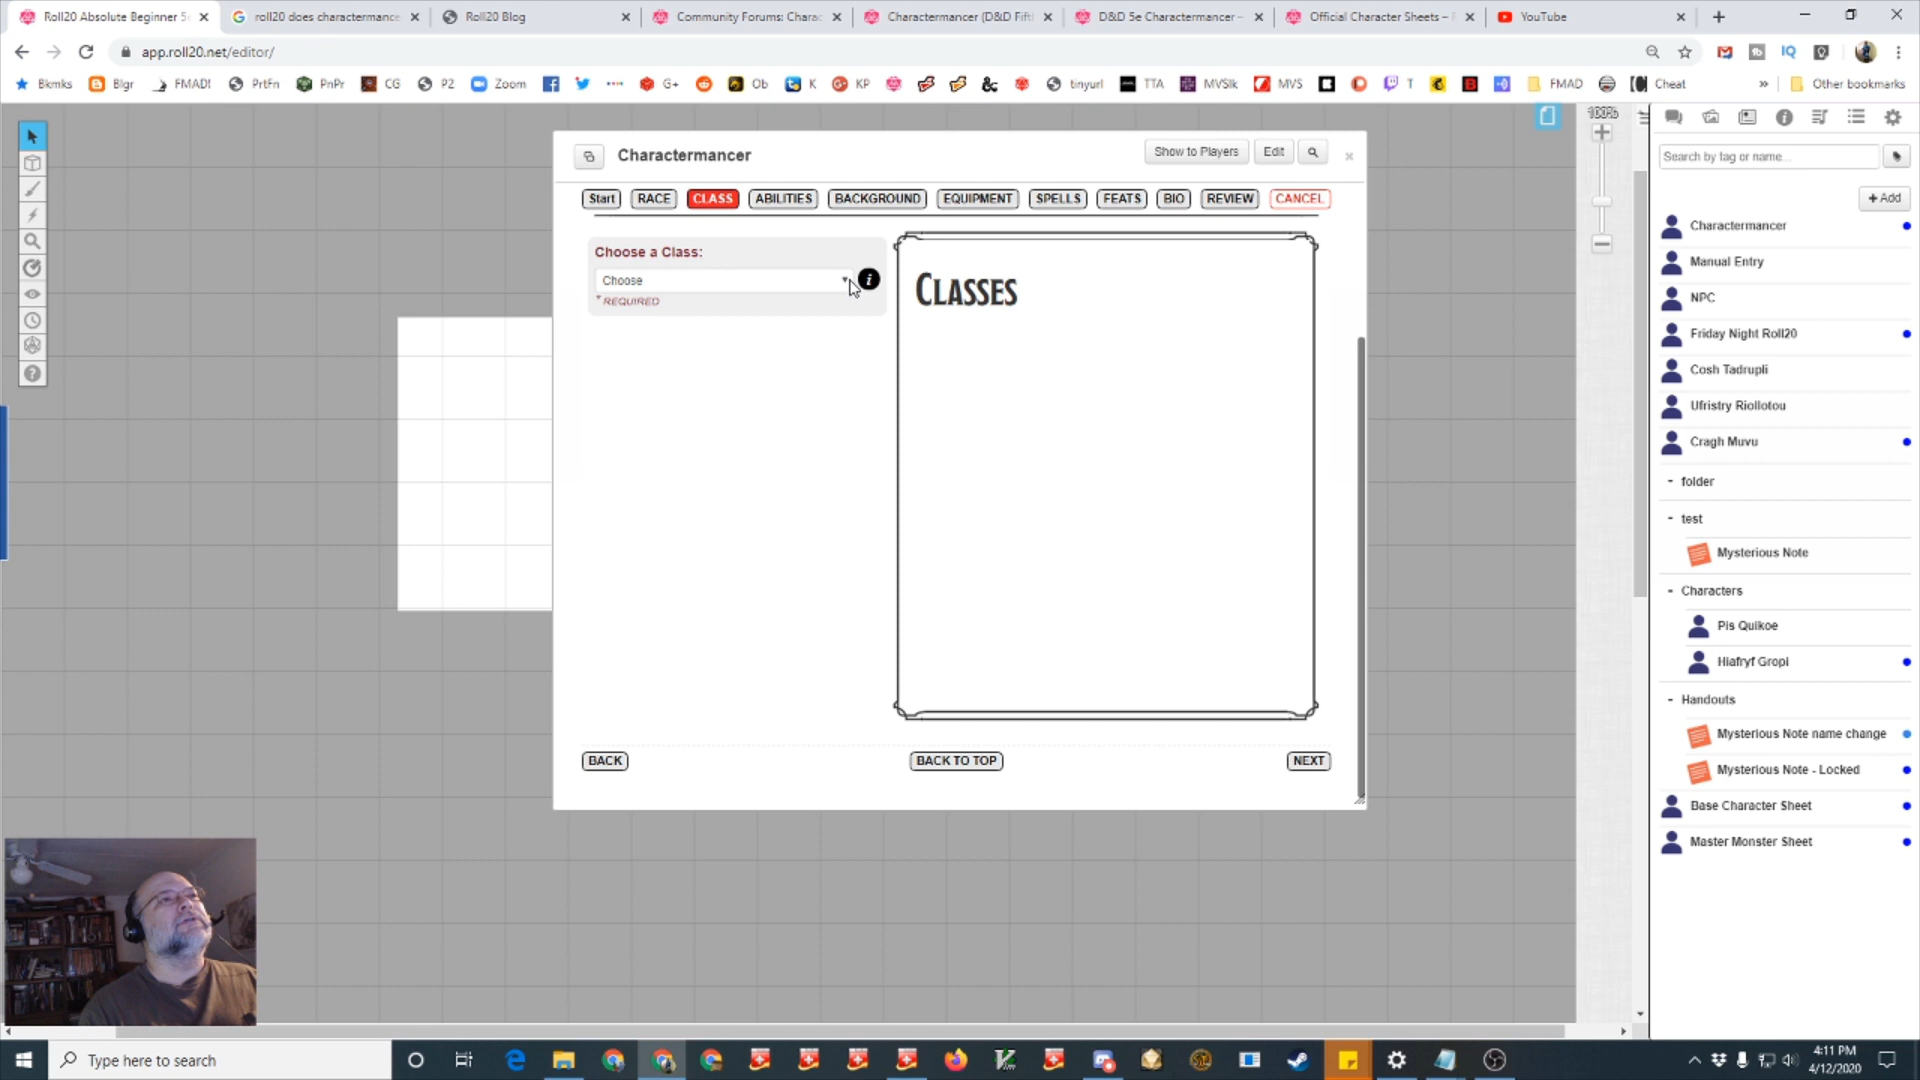 Roll20 Absolute Beginner 5
roll20 does charactermance
Roll20 Blog
Community Forums: Charac
Charactermancer (D&D Fift
D&D 5e Charactermancer –
Official Character Sheets –
YouTube
app.roll20.net/editor/
Bkmks
Blgr
FMAD!
PrtFn
PnPr
CG
P2
Zoom
G+
Ob
K
KP
&c
tinyurl
TTA
MVSlk
MVS
T
FMAD
Cheat
»
Other bookmarks
100%
Charactermancer
Show to Players
Edit
Start
RACE
CLASS
ABILITIES
BACKGROUND
EQUIPMENT
SPELLS
FEATS
BIO
REVIEW
CANCEL
Choose a Class:
Choose
* REQUIRED
CLASSES
BACK
BACK TO TOP
NEXT
Search by tag or name...
+ Add
Charactermancer
Manual Entry
NPC
Friday Night Roll20
Cosh Tadrupli
Ufristry Riollotou
Cragh Muvu
- folder
- test
Mysterious Note
- Characters
Pis Quikoe
Hiafryf Gropi
- Handouts
Mysterious Note name change
Mysterious Note - Locked
Base Character Sheet
Master Monster Sheet
Type here to search
4:11 PM
4/12/2020